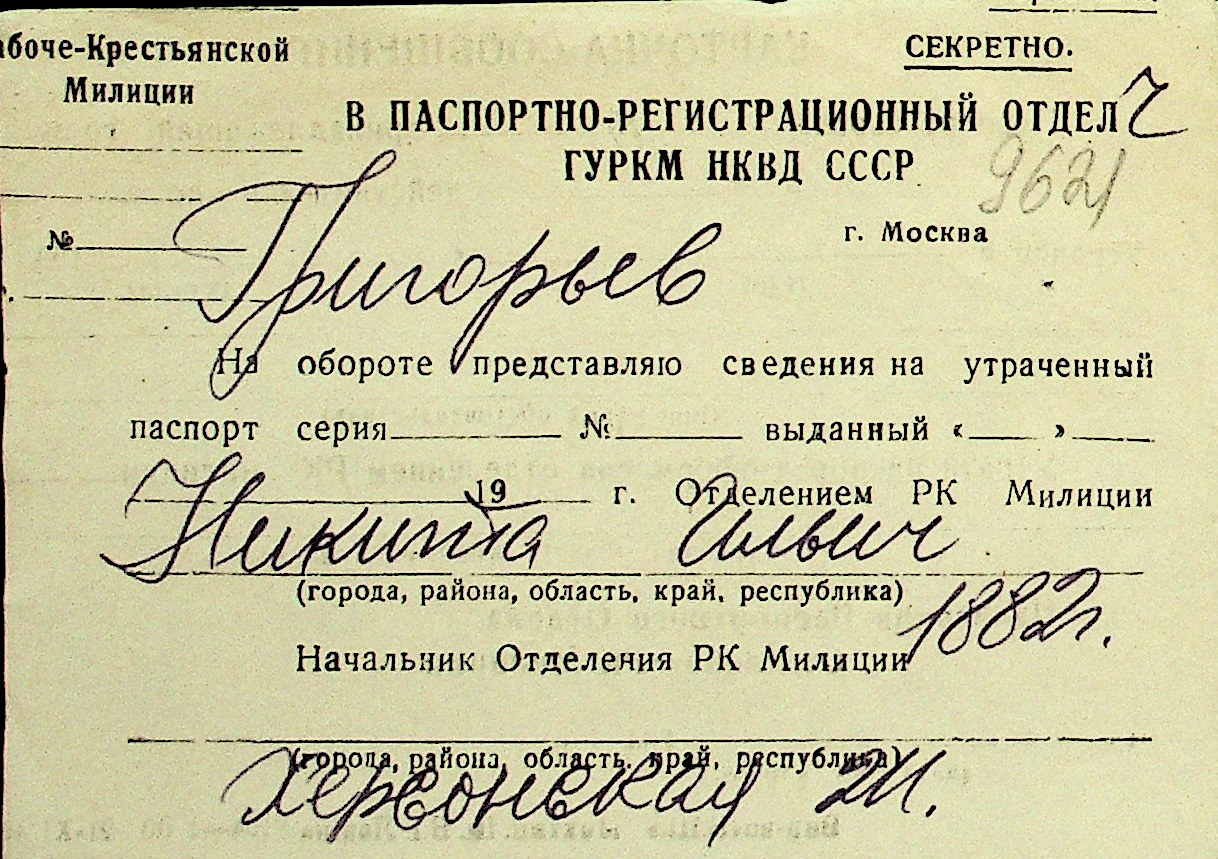 абоче-Крестьянской
Милиции
СЕКРЕТНО.
В ПАСПОРТНО-РЕГИСТРАЦИОННЫЙ ОТДЕЛ
ГУРКМ НКВД СССР
9621
г. Москва
№
Григорьев
На обороте представляю сведения на утраченный
паспорт серия № выданный « »
19 г. Отделением РК Милиции
Никита Ильич
(города, района, область, край, республика)
1882г.
Начальник Отделения РК Милиции
(города, района, область, край, республика)
Херсонская